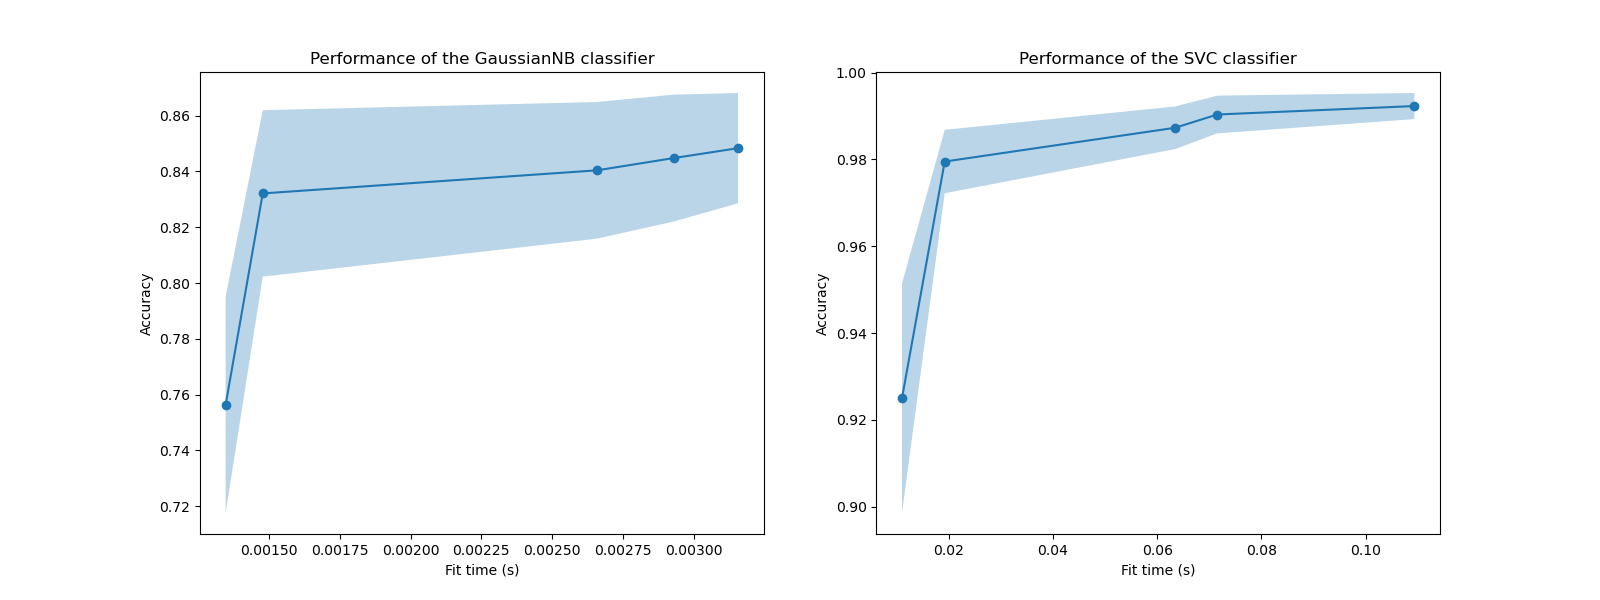 Performance of the GaussianNB classifier
0.86
0.84
0.82
0.80
0.78
0.76
0.74
0.72
Accuracy
0.00150 0.00175 0.00200 0.00225 0.00250 0.00275 0.00300
Fit time (s)
Performance of the SVC classifier
1.00
0.98
0.96
0.94
0.92
0.90
Accuracy
0.02 0.04 0.06 0.08 0.10
Fit time (s)